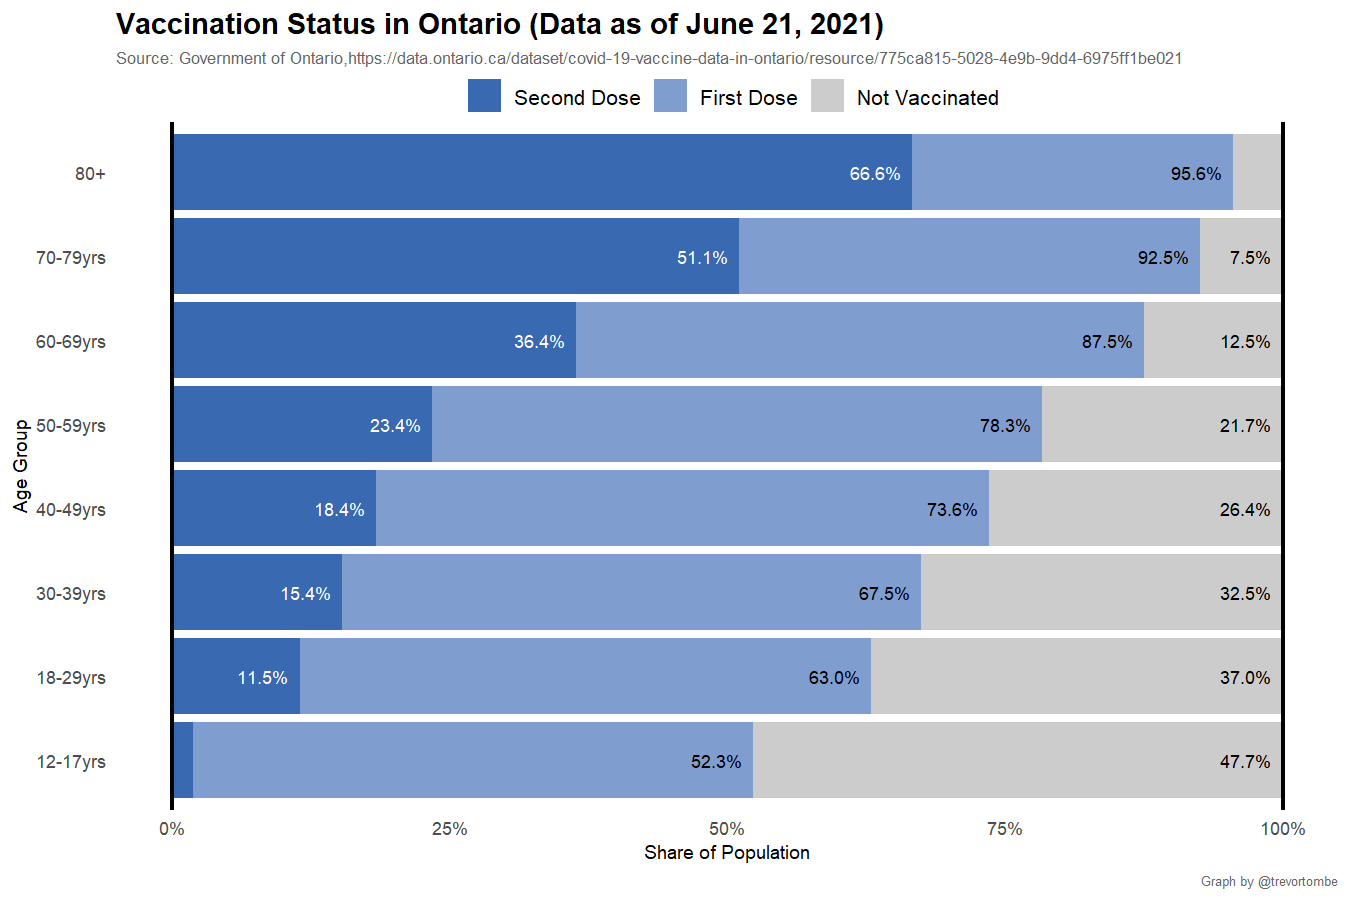 Vaccination Status in Ontario (Data as of June 21, 2021)
Source: Government of Ontario,https://data.ontario.ca/dataset/covid-19-vaccine-data-in-ontario/resource/775ca815-5028-4e9b-9dd4-6975ff1be021
Second Dose First Dose Not Vaccinated
80+ 66.6% 95.6%
70-79yrs 51.1% 92.5% 7.5%
60-69yrs 36.4% 87.5% 12.5%
50-59yrs 23.4% 78.3% 21.7%
40-49yrs 18.4% 73.6% 26.4%
30-39yrs 15.4% 67.5% 32.5%
18-29yrs 11.5% 63.0% 37.0%
12-17yrs 52.3% 47.7%
Age Group
0% 25% 50% 75% 100%
Share of Population
Graph by @trevortombe